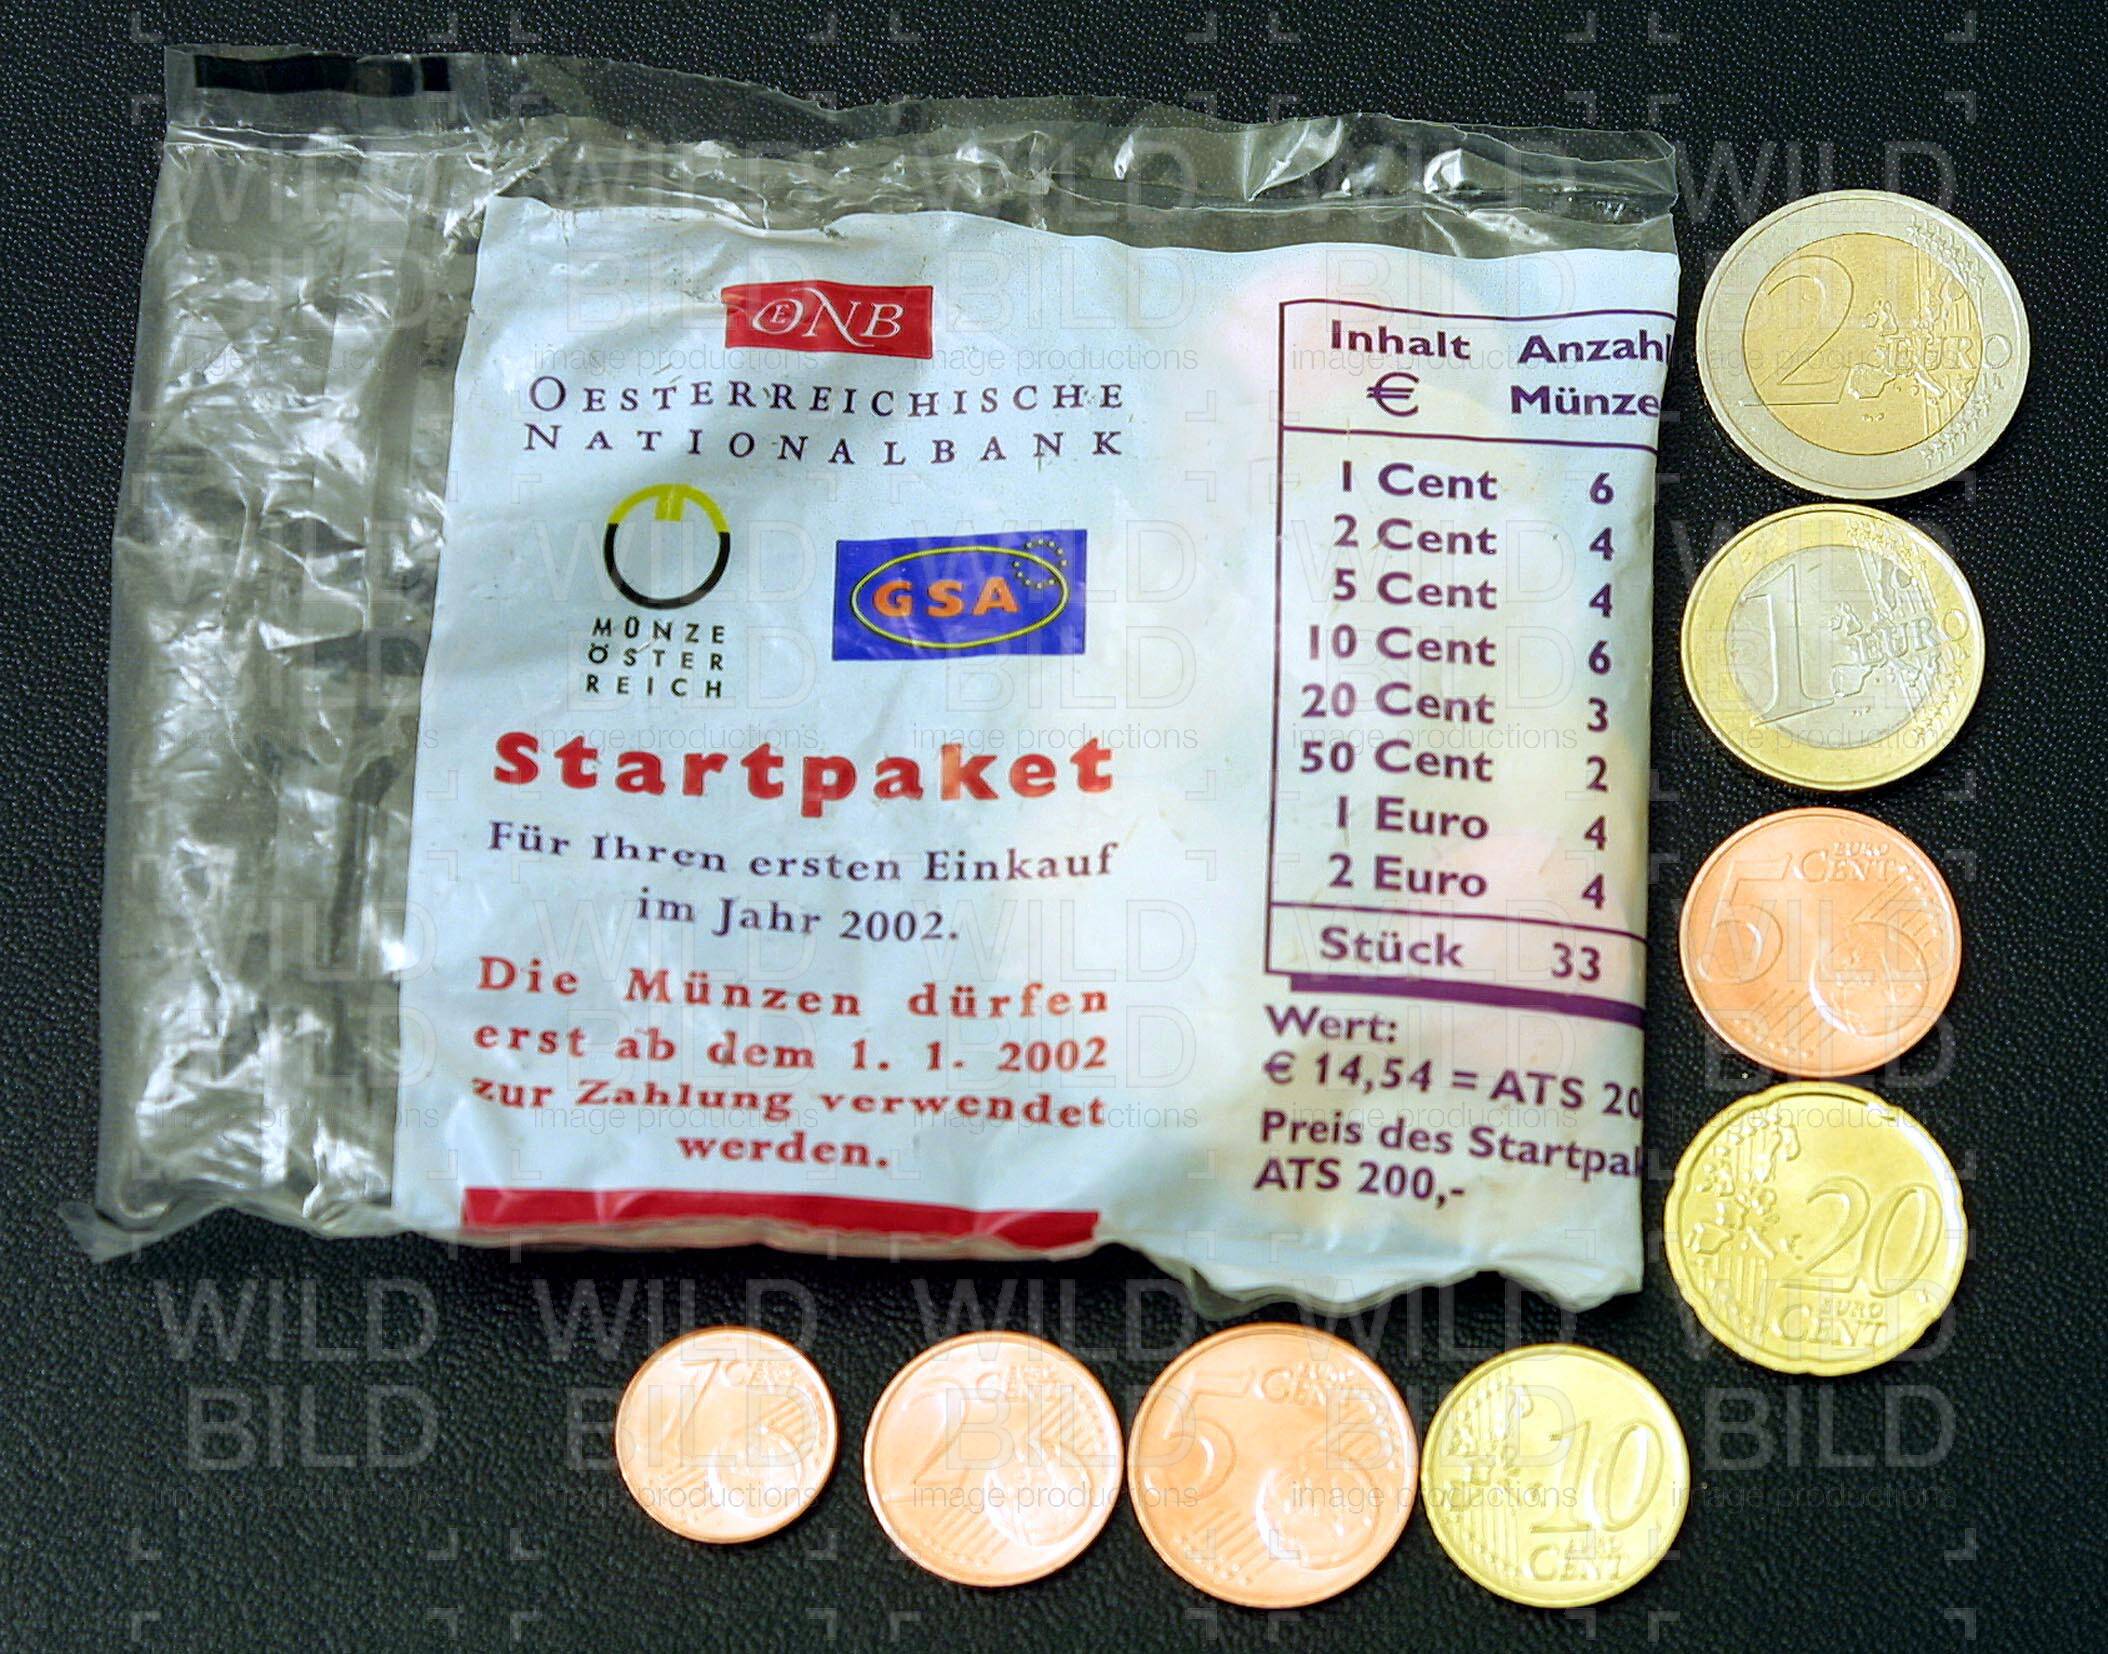 OeNB
OESTERREICHISCHE
NATIONALBANK
MÜNZE
ÖSTER
REICH
GSA
Startpaket
Für Ihren ersten Einkauf
im Jahr 2002.
Die Münzen dürfen
erst ab dem 1. 1. 2002
zur Zahlung verwendet
werden.
Inhalt Anzahl
€ Münze
1 Cent 6
2 Cent 4
5 Cent 4
10 Cent 6
20 Cent 3
50 Cent 2
1 Euro 4
2 Euro 4
Stück 33
Wert:
€ 14,54 = ATS 20
Preis des Startpak
ATS 200,-
2 EURO
1 EURO
5 EURO CENT
20 EURO CENT
1 EURO CENT
2 EURO CENT
5 EURO CENT
10 EURO CENT
WILD
BILD
image productions